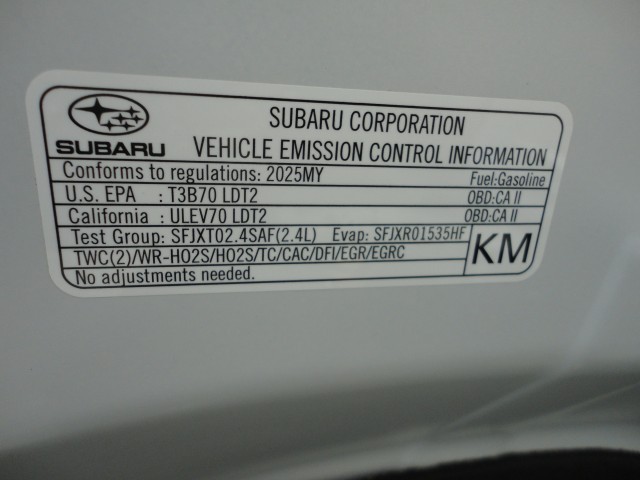 SUBARU
SUBARU CORPORATION
VEHICLE EMISSION CONTROL INFORMATION
Conforms to regulations: 2025MY Fuel:Gasoline
U.S. EPA : T3B70 LDT2 OBD:CA II
California : ULEV70 LDT2 OBD:CA II
Test Group: SFJXT02.4SAF(2.4L) Evap: SFJXR01535HF
TWC(2)/WR-HO2S/HO2S/TC/CAC/DFI/EGR/EGRC
No adjustments needed.
KM